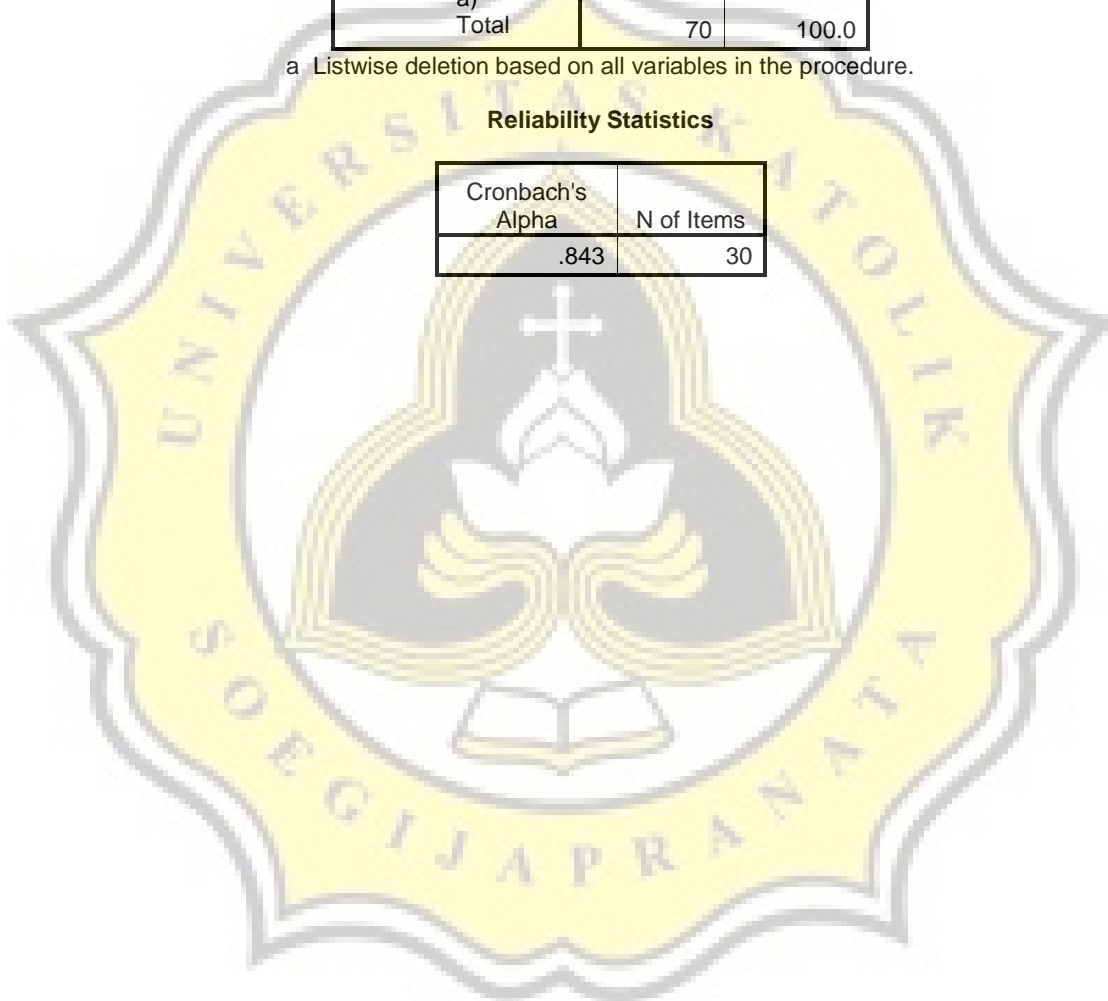 a)
Total 70 100.0
a Listwise deletion based on all variables in the procedure.
Reliability Statistics
Cronbach's
Alpha N of Items
.843 30
UNIVERSITAS KATOLIK
SOEGIJAPRANATA